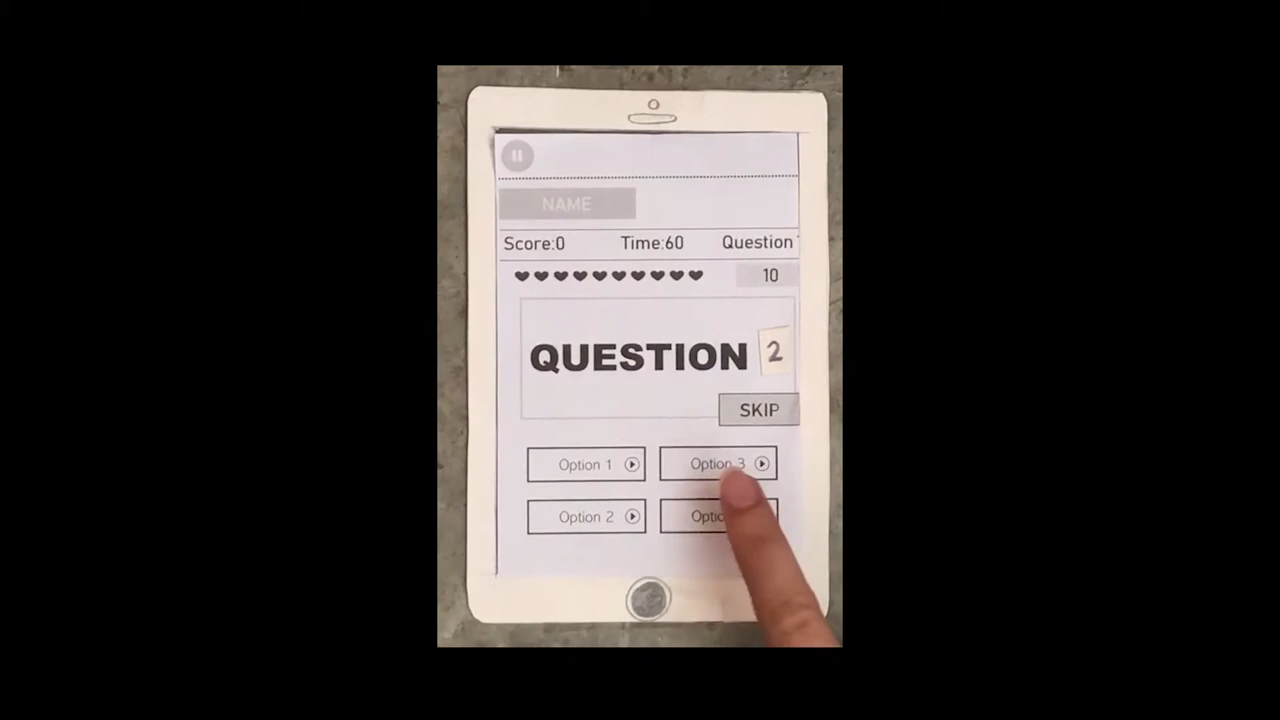 NAME
Score:0 Time:60 Question
10
QUESTION 2
SKIP
Option 1 Option 3
Option 2